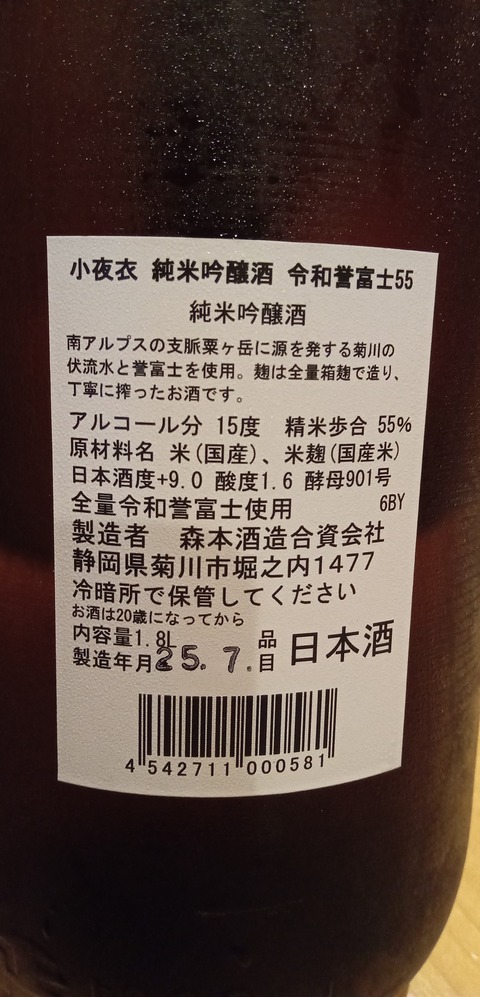 小夜衣 純米吟醸酒 令和誉富士55
純米吟醸酒
南アルプスの支脈粟ヶ岳に源を発する菊川の
伏流水と誉富士を使用。麹は全量箱麹で造り、
丁寧に搾ったお酒です。
アルコール分 15度 精米歩合 55%
原材料名 米(国産)、米麹(国産米)
日本酒度+9.0 酸度1.6 酵母901号
全量令和誉富士使用 6BY
製造者 森本酒造合資会社
静岡県菊川市堀之内1477
冷暗所で保管してください
お酒は20歳になってから
内容量1.8L
製造年月25.7.
品目 日本酒
4 542711 000581